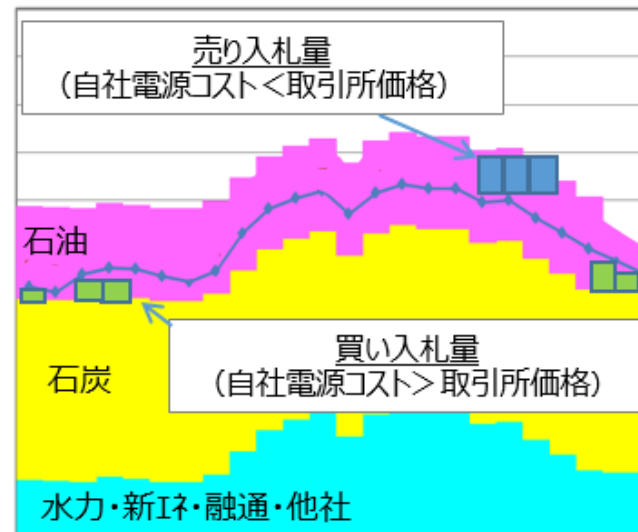 売り入札量
（自社電源コスト＜取引所価格）
石油
買い入札量
（自社電源コスト＞取引所価格）
石炭
水力・新ｴﾈ・融通・他社